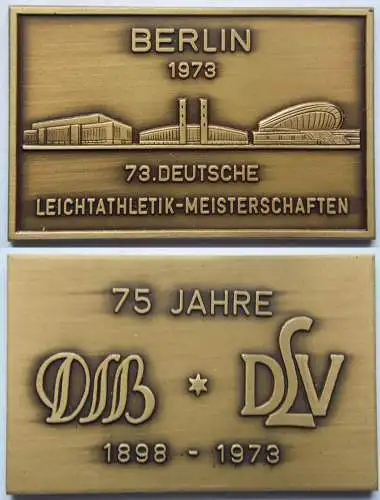 BERLIN
1973
73.DEUTSCHE
LEICHTATHLETIK-MEISTERSCHAFTEN
75 JAHRE
DSB * DLV
1898 - 1973